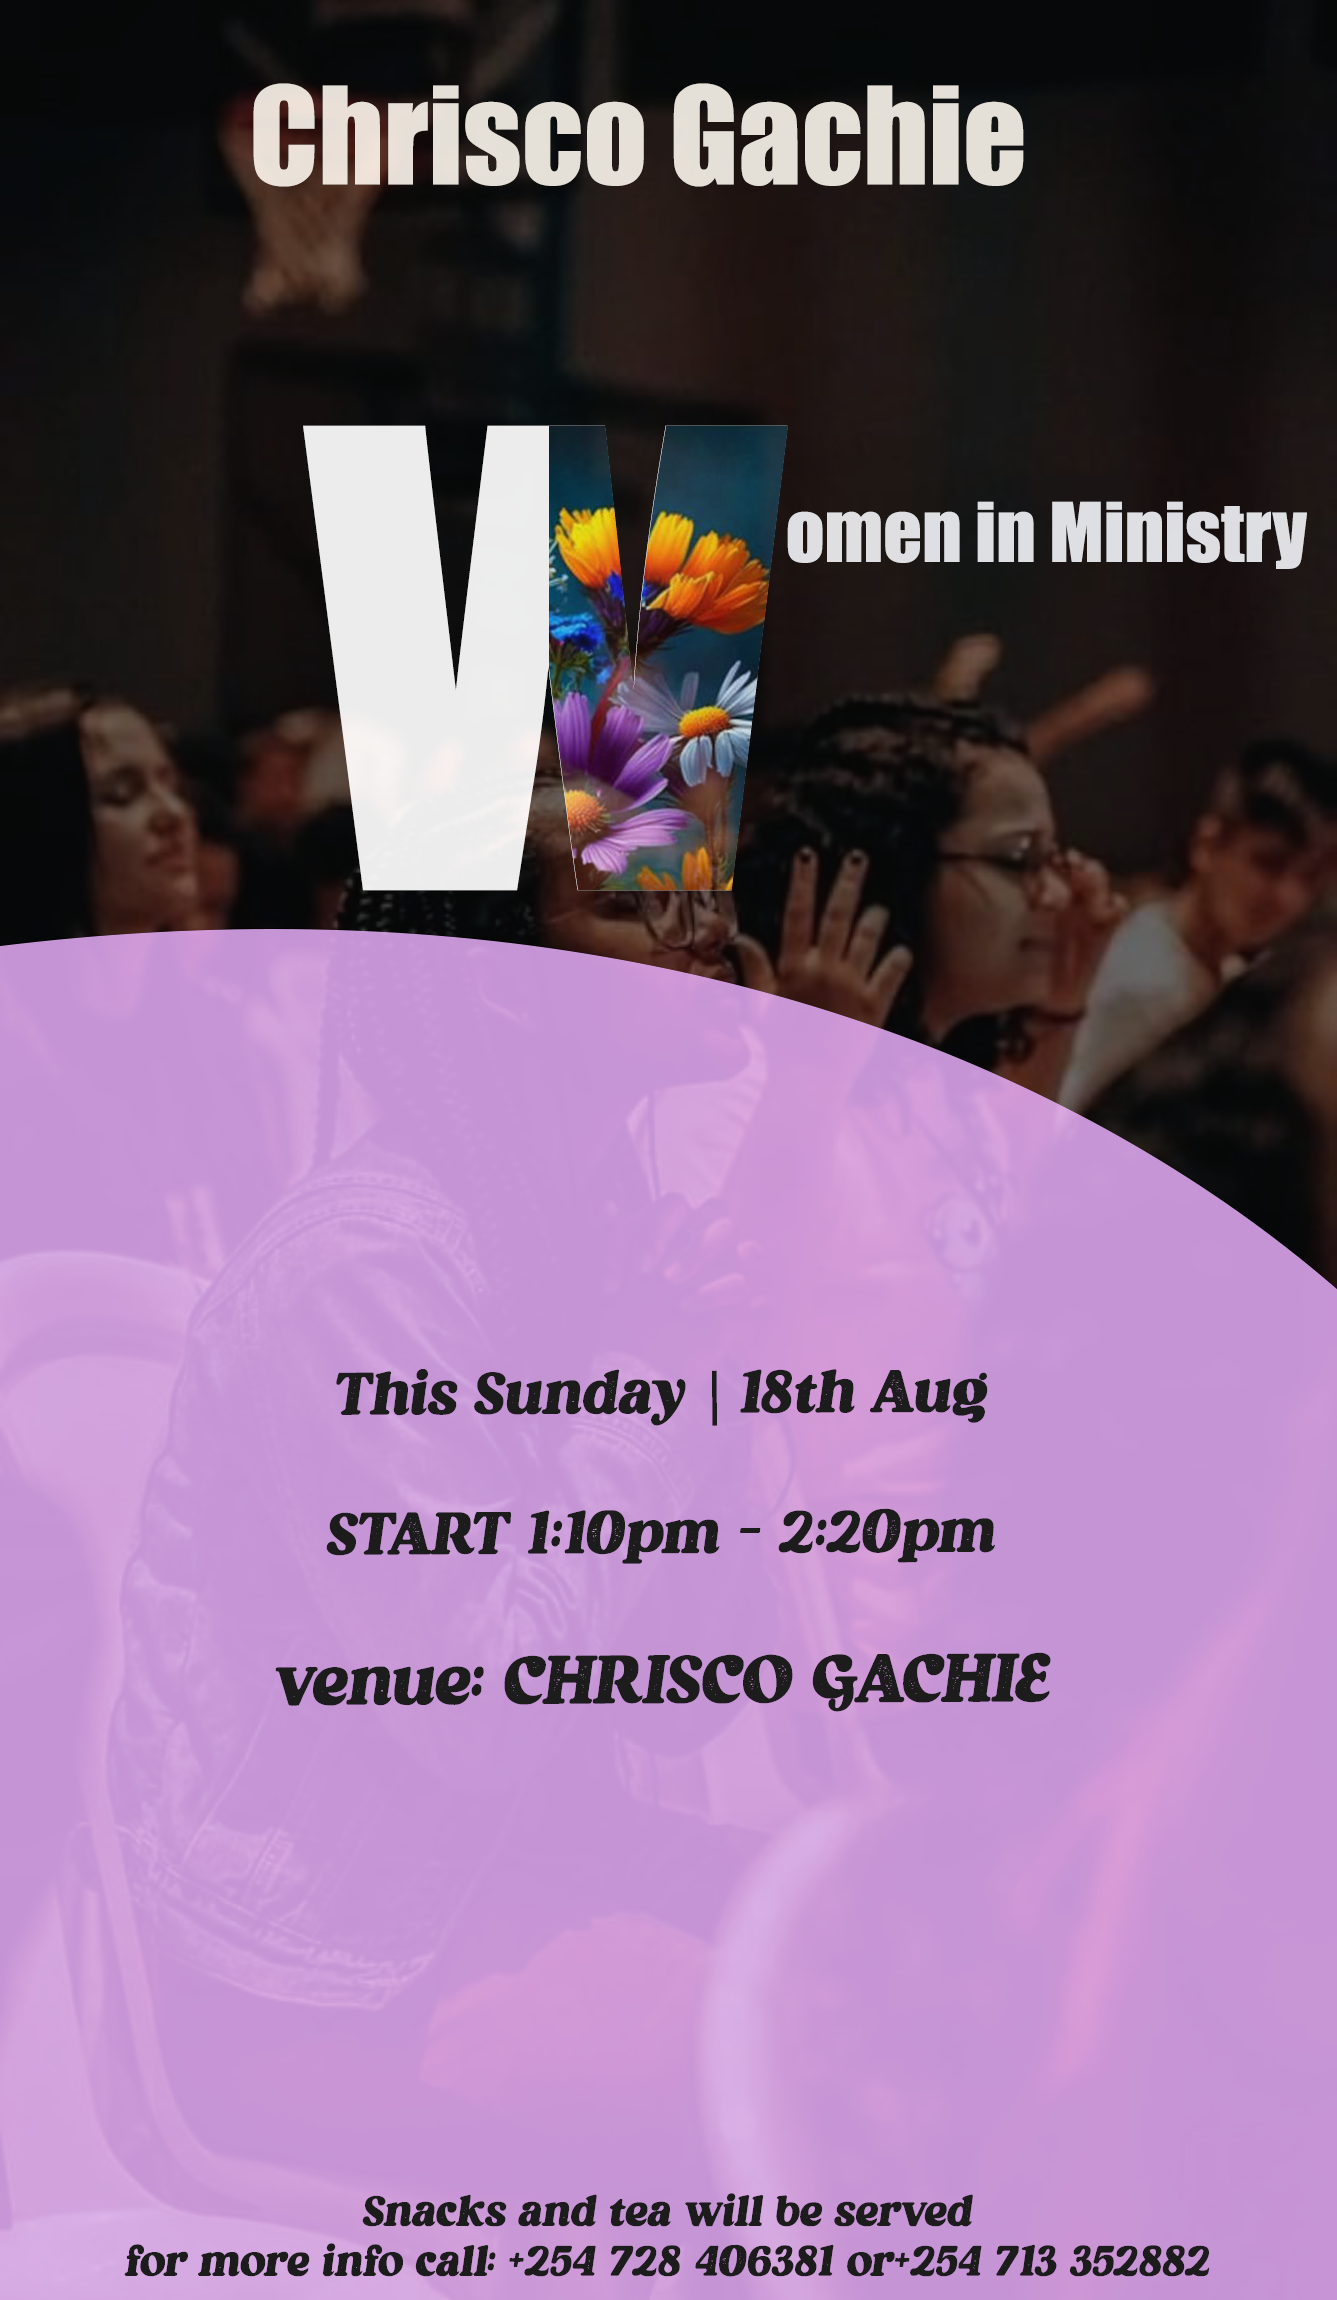 Chrisco Gachie
Women in Ministry
This Sunday | 18th Aug
START 1:10pm - 2:20pm
venue: CHRISCO GACHIE
Snacks and tea will be served
for more info call: +254 728 406381 or+254 713 352882